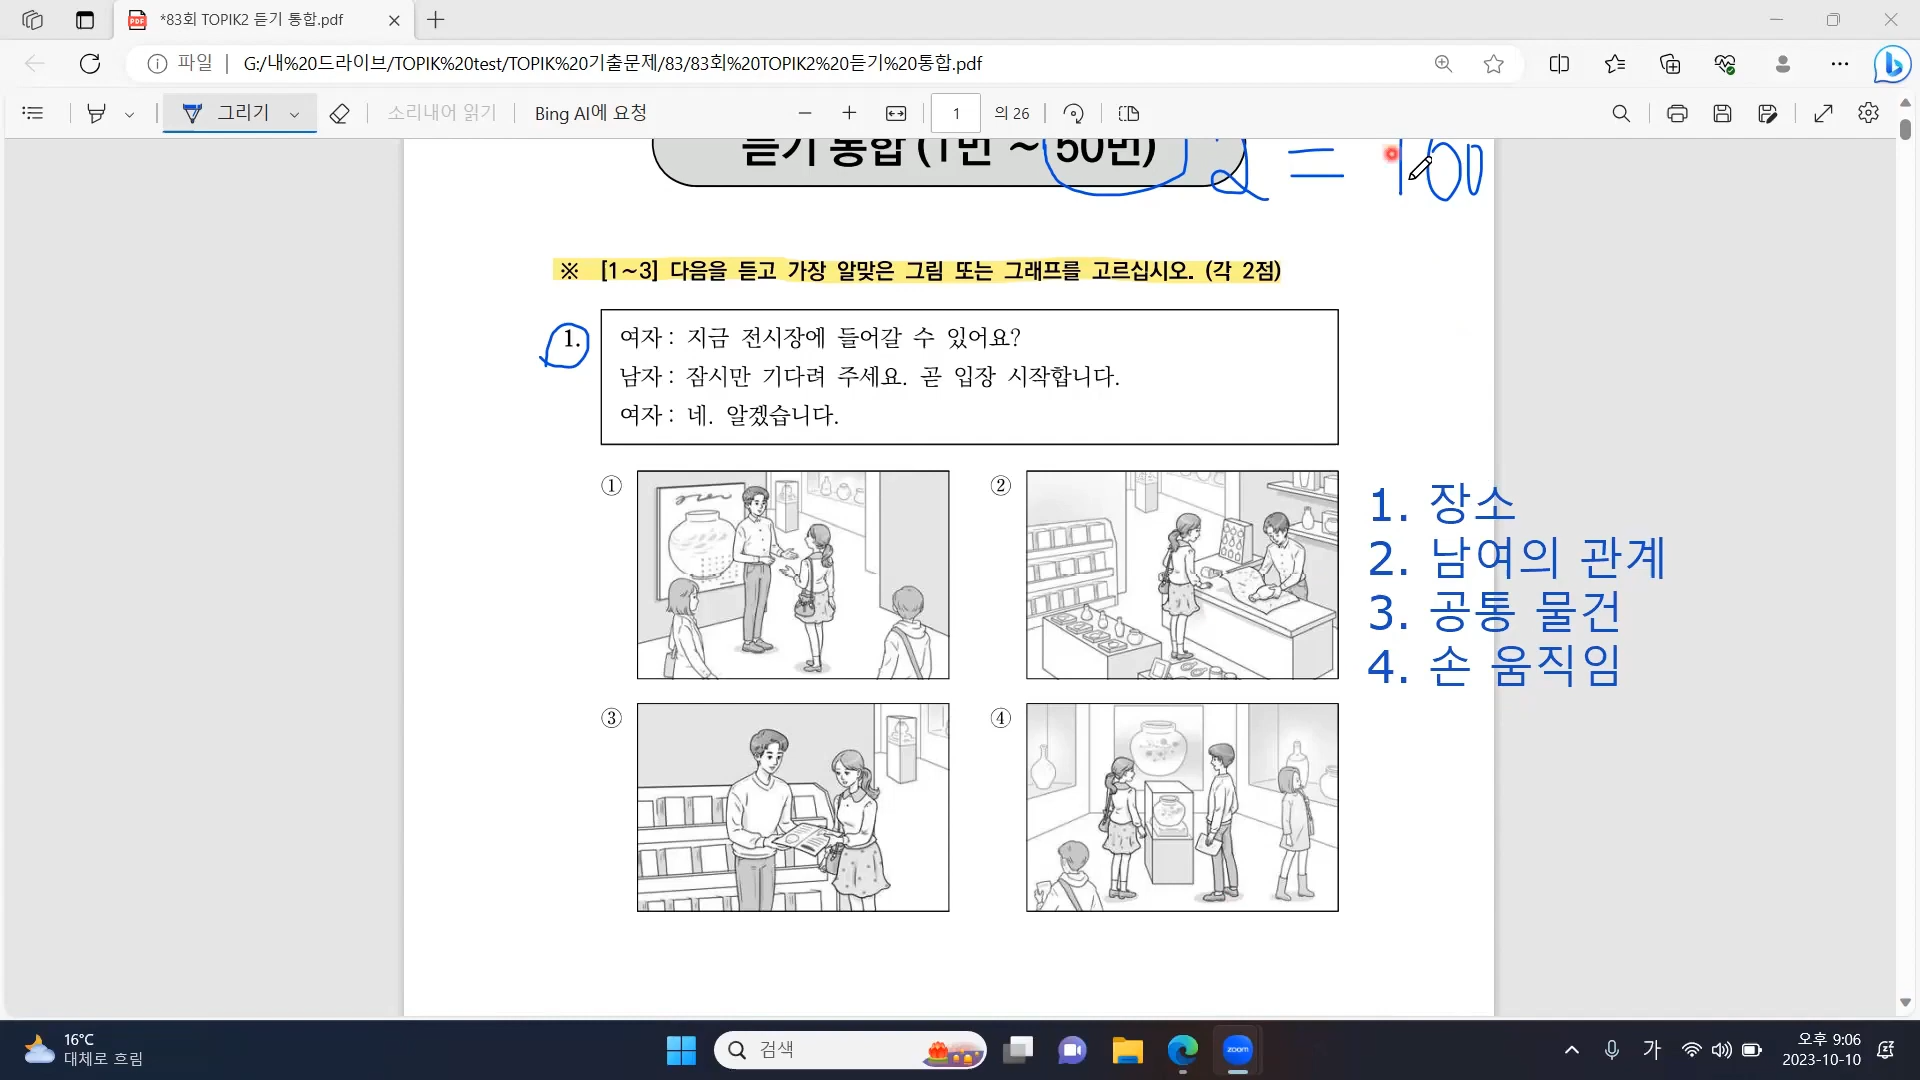 *83회 TOPIK2 듣기 통합.pdf
파일 | G:/내%20드라이브/TOPIK%20test/TOPIK%20기출문제/83/83회%20TOPIK2%20듣기%20통합.pdf
그리기
소리내어 읽기
Bing AI에 요청
1
의 26
듣기 통합 (1번 ~ 50번)
2 = 100
※ [1~3] 다음을 듣고 가장 알맞은 그림 또는 그래프를 고르십시오. (각 2점)
1.
여자 : 지금 전시장에 들어갈 수 있어요?
남자 : 잠시만 기다려 주세요. 곧 입장 시작합니다.
여자 : 네. 알겠습니다.
①
②
③
④
1. 장소
2. 남여의 관계
3. 공통 물건
4. 손 움직임
16°C
대체로 흐림
검색
zoom
가
오후 9:06
2023-10-10